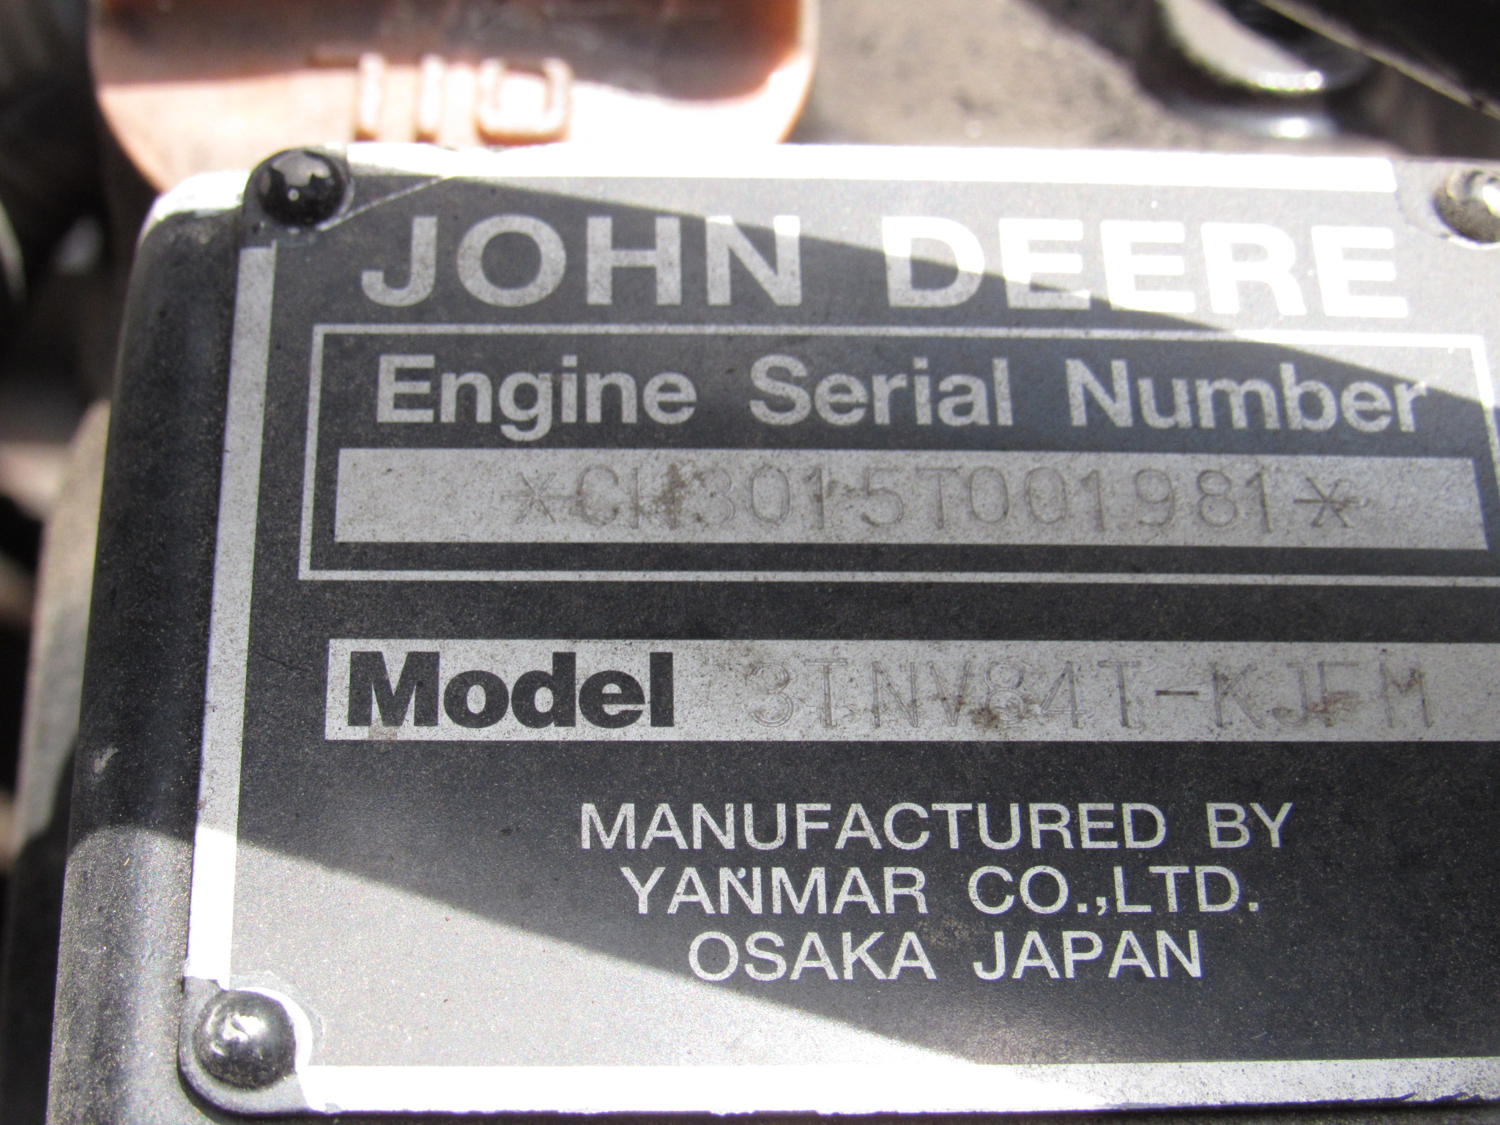 JOHN DEERE
Engine Serial Number
*CH3015T001981*
Model 3TNV84T-KJFM
MANUFACTURED BY
YANMAR CO.,LTD.
OSAKA JAPAN